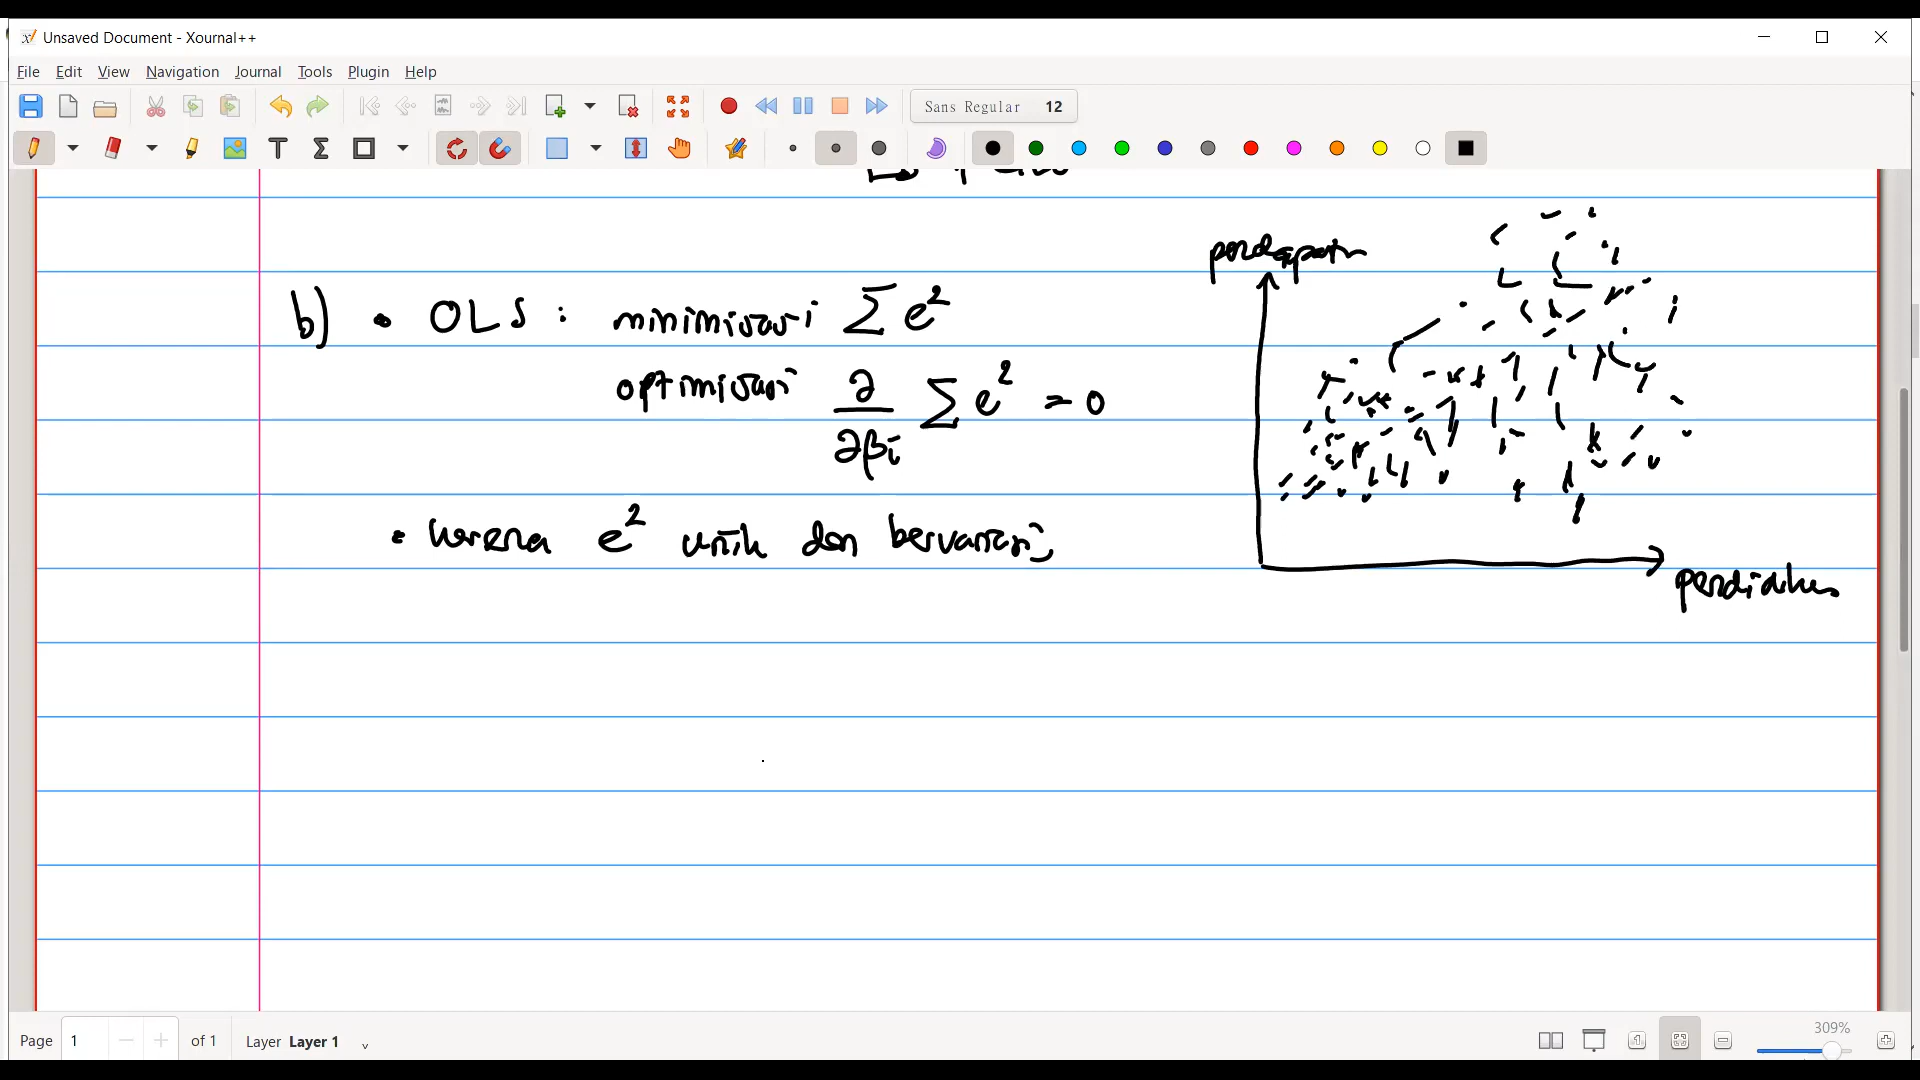 Unsaved Document - Xournal++
File Edit View Navigation Journal Tools Plugin Help
Sans Regular 12
pendapatan
b) • OLS : minimisasi ∑ e²
optimisasi ∂/∂βi ∑ e² = 0
• karena e² unik dan bervariasi,
pendidikan
Page 1 of 1 Layer Layer 1
309%